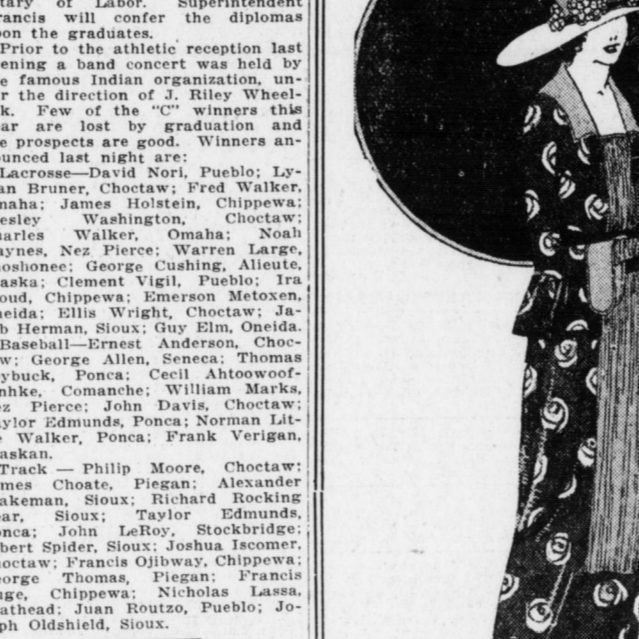 tary of Labor. Superintendent
rancis will confer the diplomas
pon the graduates.
Prior to the athletic reception last
ening a band concert was held by
e famous Indian organization, un-
r the direction of J. Riley Wheel-
k. Few of the "C" winners this
ar are lost by graduation and
e prospects are good. Winners an-
ounced last night are:
Lacrosse—David Nori, Pueblo; Ly-
an Bruner, Choctaw; Fred Walker,
maha; James Holstein, Chippewa;
esley Washington, Choctaw;
harles Walker, Omaha; Noah
aynes, Nez Pierce; Warren Large,
oshonee; George Cushing, Alieute,
aska; Clement Vigil, Pueblo; Ira
oud, Chippewa; Emerson Metoxen,
neida; Ellis Wright, Choctaw; Ja-
b Herman, Sioux; Guy Elm, Oneida.
Baseball—Ernest Anderson, Choc-
w; George Allen, Seneca; Thomas
ybuck, Ponca; Cecil Ahtoowoof-
nhke, Comanche; William Marks,
ez Pierce; John Davis, Choctaw;
aylor Edmunds, Ponca; Norman Lit-
e Walker, Ponca; Frank Verigan,
askan.
Track — Philip Moore, Choctaw;
mes Choate, Piegan; Alexander
akeman, Sioux; Richard Rocking
ear, Sioux; Taylor Edmunds,
nca; John LeRoy, Stockbridge;
bert Spider, Sioux; Joshua Iscomer,
hoctaw; Francis Ojibway, Chippewa;
eorge Thomas, Piegan; Francis
uge, Chippewa; Nicholas Lassa,
athead; Juan Routzo, Pueblo; Jo-
ph Oldshield, Sioux.